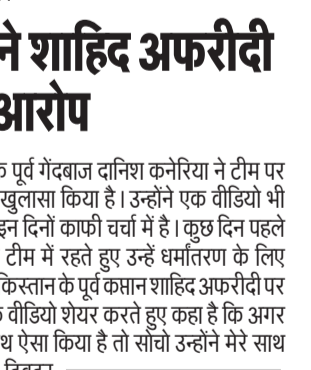 ने शाहिद अफरीदी
आरोप
पूर्व गेंदबाज दानिश कनेरिया ने टीम पर
खुलासा किया है। उन्होंने एक वीडियो भी
इन दिनों काफी चर्चा में है। कुछ दिन पहले
टीम में रहते हुए उन्हें धर्मांतरण के लिए
किस्तान के पूर्व कप्तान शाहिद अफरीदी पर
वीडियो शेयर करते हुए कहा है कि अगर
थ ऐसा किया है तो सोचो उन्होंने मेरे साथ